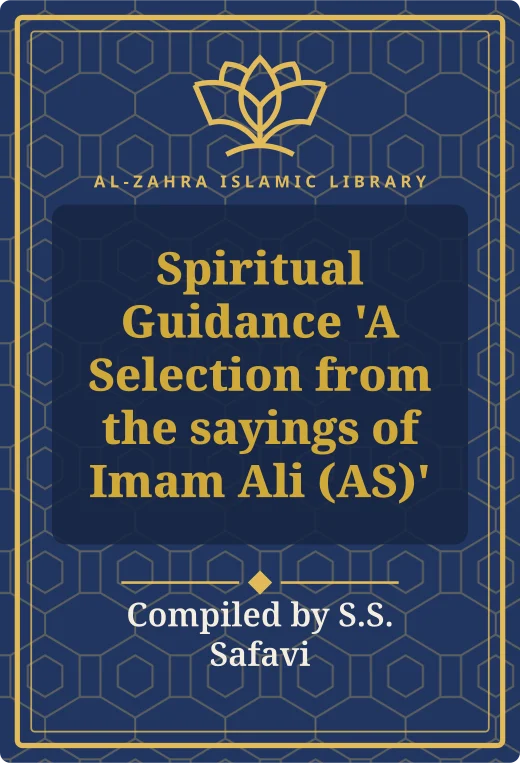 AL-ZAHRA ISLAMIC LIBRARY
Spiritual
Guidance 'A
Selection from
the sayings of
Imam Ali (AS)'
Compiled by S.S.
Safavi